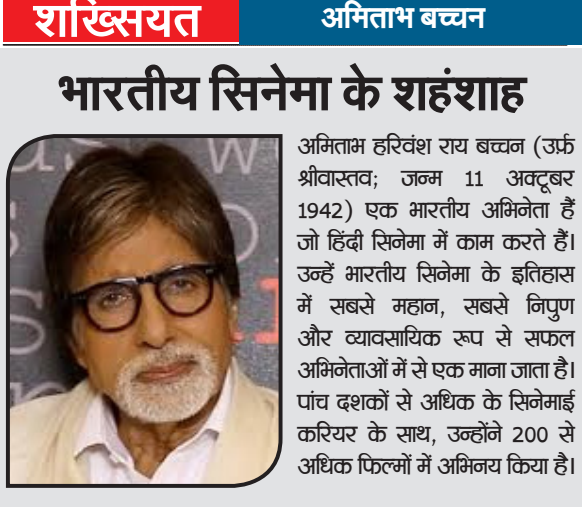 शख्सियत
अमिताभ बच्चन
भारतीय सिनेमा के शहंशाह
अमिताभ हरिवंश राय बच्चन (उर्फ़
श्रीवास्तव; जन्म 11 अक्टूबर
1942) एक भारतीय अभिनेता हैं
जो हिंदी सिनेमा में काम करते हैं।
उन्हें भारतीय सिनेमा के इतिहास
में सबसे महान, सबसे निपुण
और व्यावसायिक रूप से सफल
अभिनेताओं में से एक माना जाता है।
पांच दशकों से अधिक के सिनेमाई
करियर के साथ, उन्होंने 200 से
अधिक फिल्मों में अभिनय किया है।